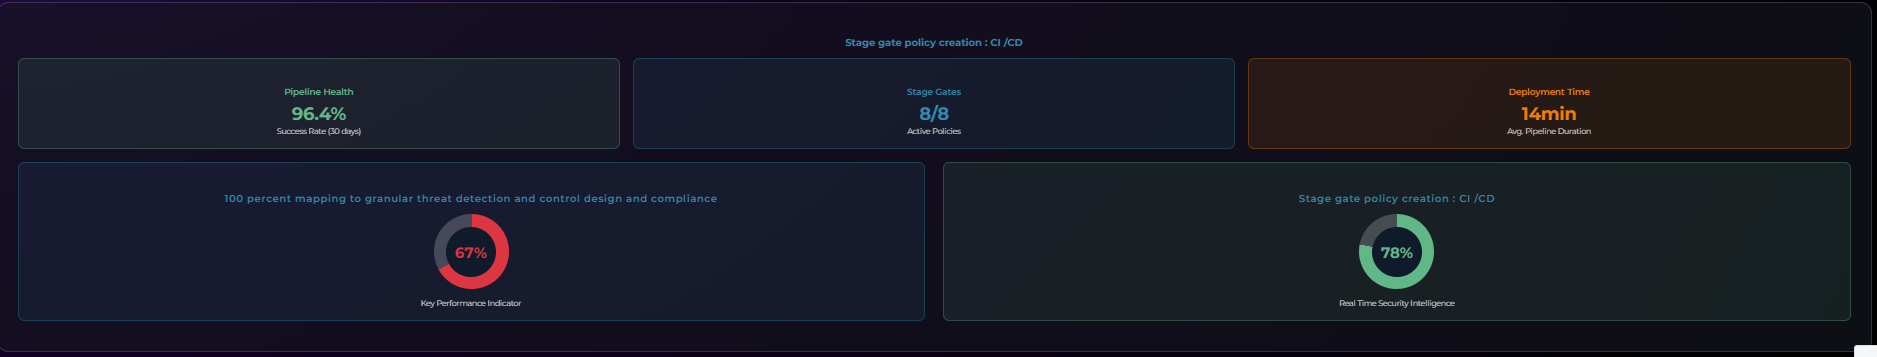 Stage gate policy creation : CI /CD
Pipeline Health
96.4%
Success Rate (30 days)
Stage Gates
8/8
Active Policies
Deployment Time
14min
Avg. Pipeline Duration
100 percent mapping to granular threat detection and control design and compliance
67%
Key Performance Indicator
Stage gate policy creation : CI /CD
78%
Real Time Security Intelligence